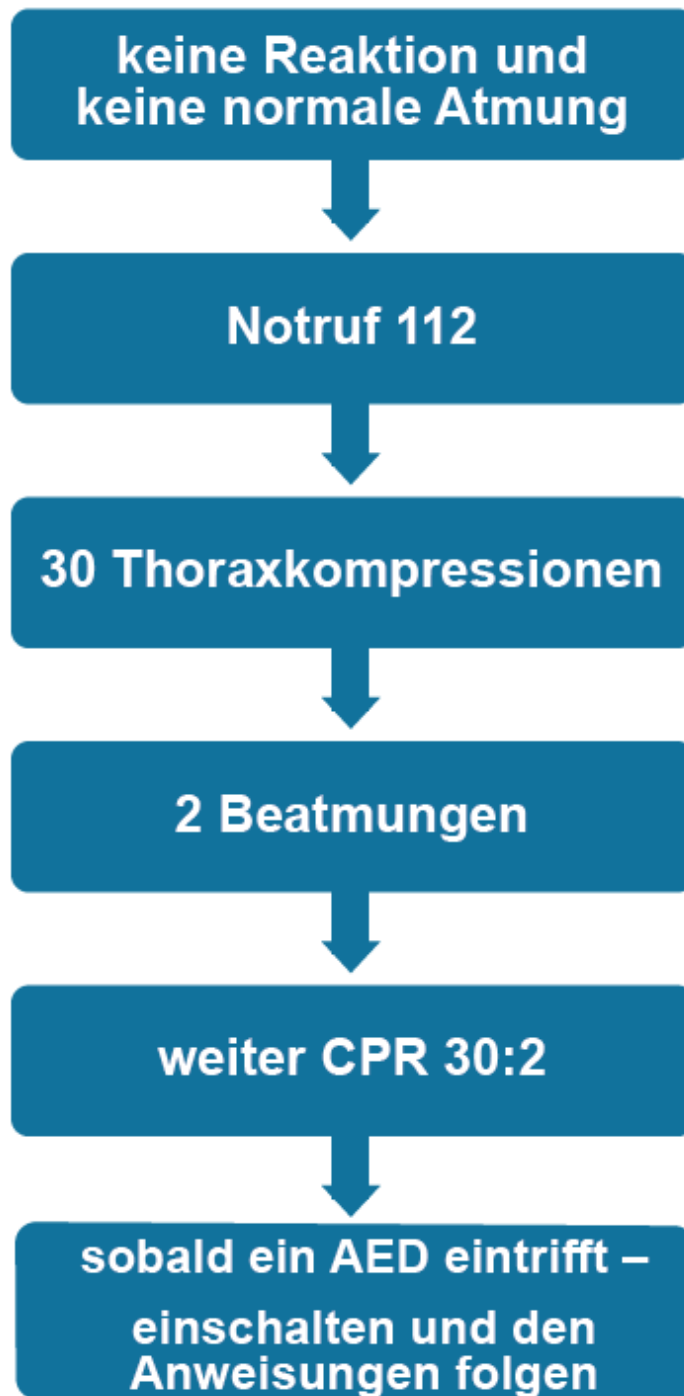 keine Reaktion und
keine normale Atmung
Notruf 112
30 Thoraxkompressionen
2 Beatmungen
weiter CPR 30:2
sobald ein AED eintrifft –
einschalten und den
Anweisungen folgen